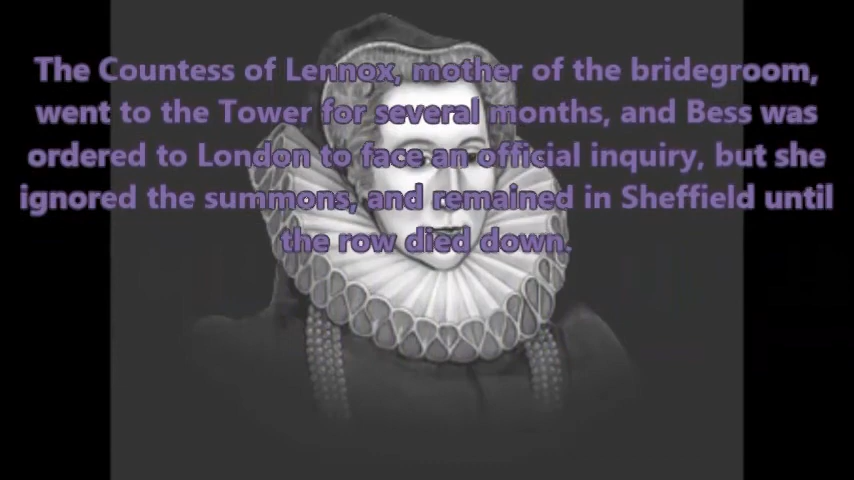 The Countess of Lennox, mother of the bridegroom,
went to the Tower for several months, and Bess was
ordered to London to face an official inquiry, but she
ignored the summons, and remained in Sheffield until
the row died down.